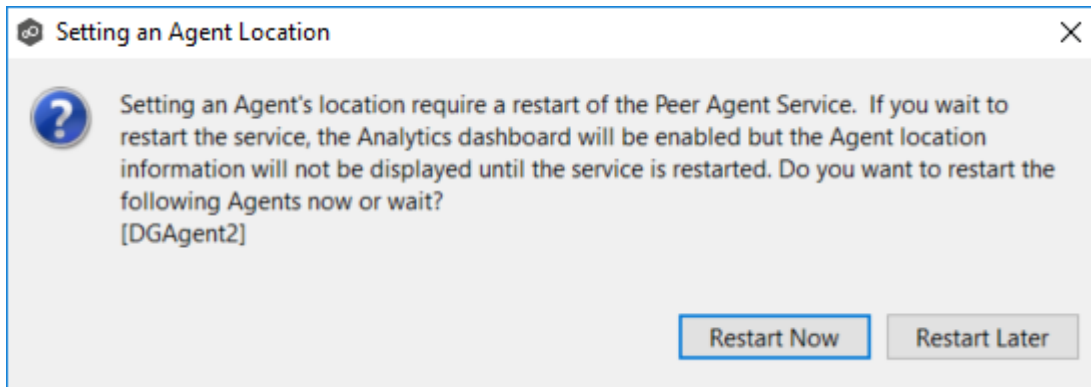 Setting an Agent Location
Setting an Agent's location require a restart of the Peer Agent Service.  If you wait to
restart the service, the Analytics dashboard will be enabled but the Agent location
information will not be displayed until the service is restarted. Do you want to restart the
following Agents now or wait?
[DGAgent2]
Restart Now
Restart Later